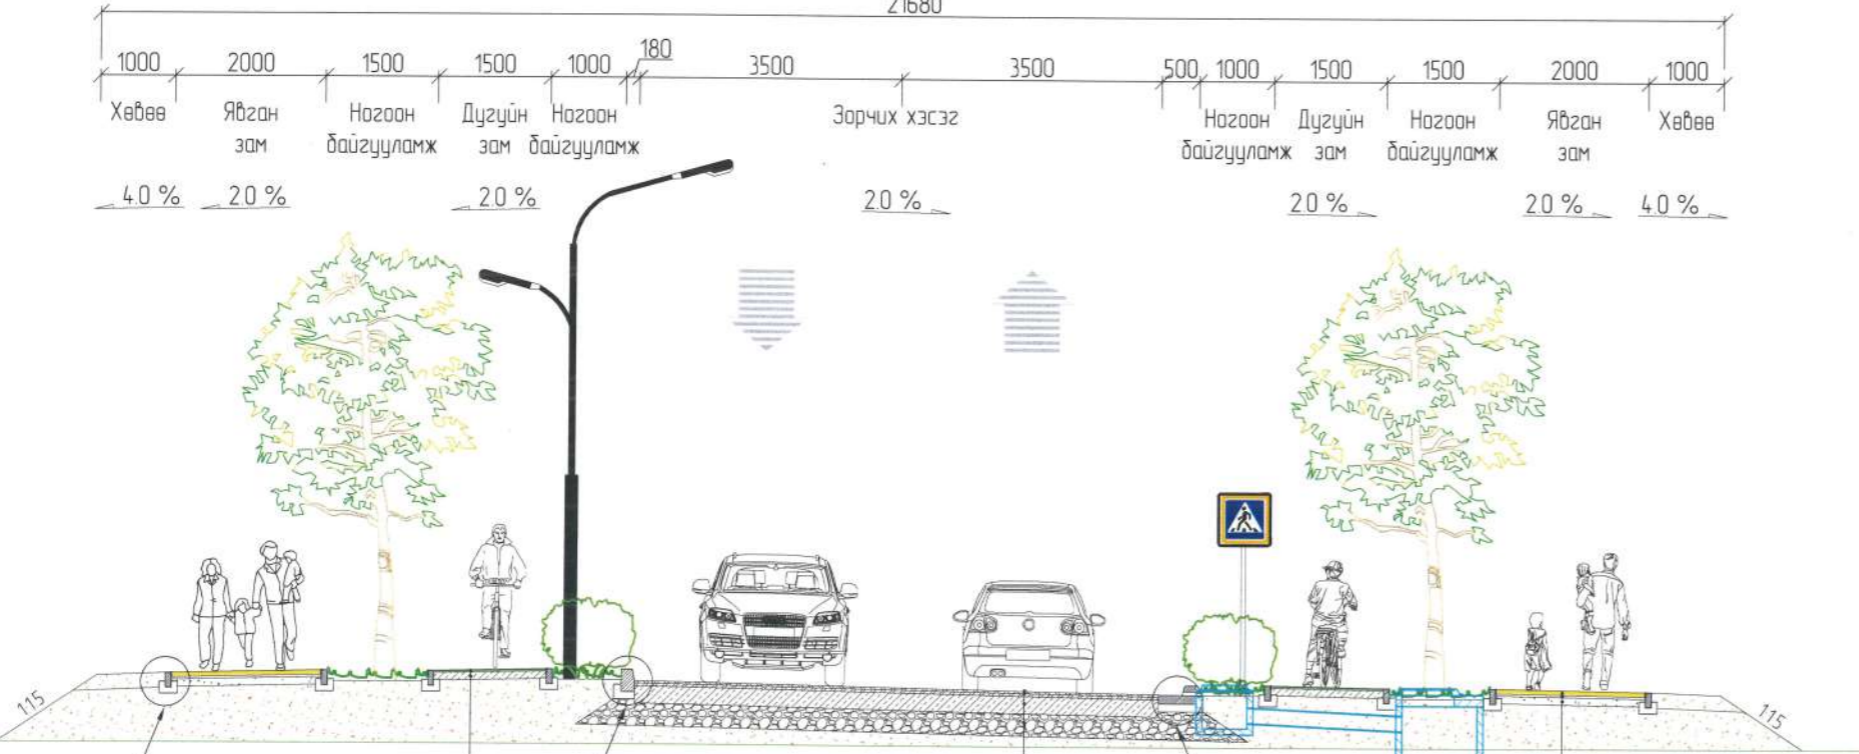 21680
1000 2000 1500 1500 1000 180 3500 3500 500 1000 1500 1500 2000 1000
Хөвөө Явган Ногоон Дугуйн Ногоон Зорчих хэсэг Ногоон Дугуйн Ногоон Явган Хөвөө
зам байгууламж зам байгууламж байгууламж зам байгууламж зам
4.0 % 2.0 % 2.0 % 2.0 % 2.0 % 2.0 % 4.0 %
115 115